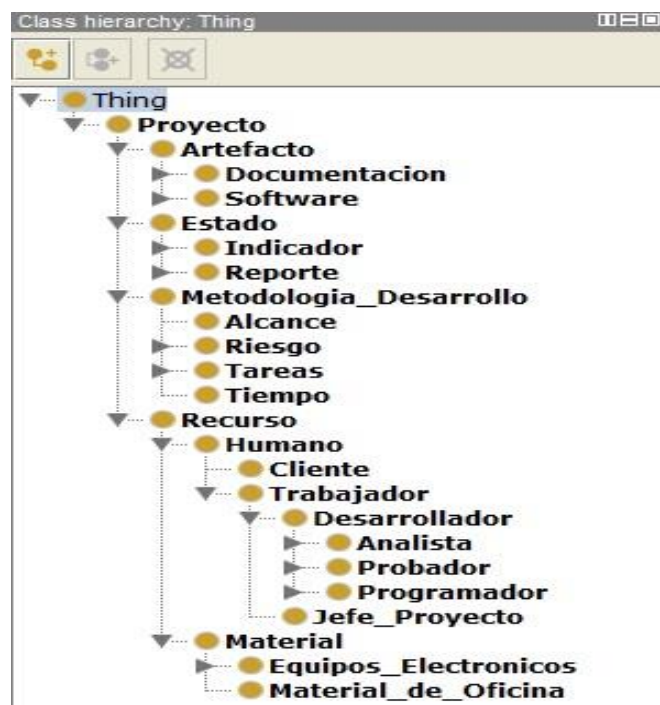 Class hierarchy: Thing
Thing
Proyecto
Artefacto
Documentacion
Software
Estado
Indicador
Reporte
Metodologia_Desarrollo
Alcance
Riesgo
Tareas
Tiempo
Recurso
Humano
Cliente
Trabajador
Desarrollador
Analista
Probador
Programador
Jefe_Proyecto
Material
Equipos_Electronicos
Material_de_Oficina